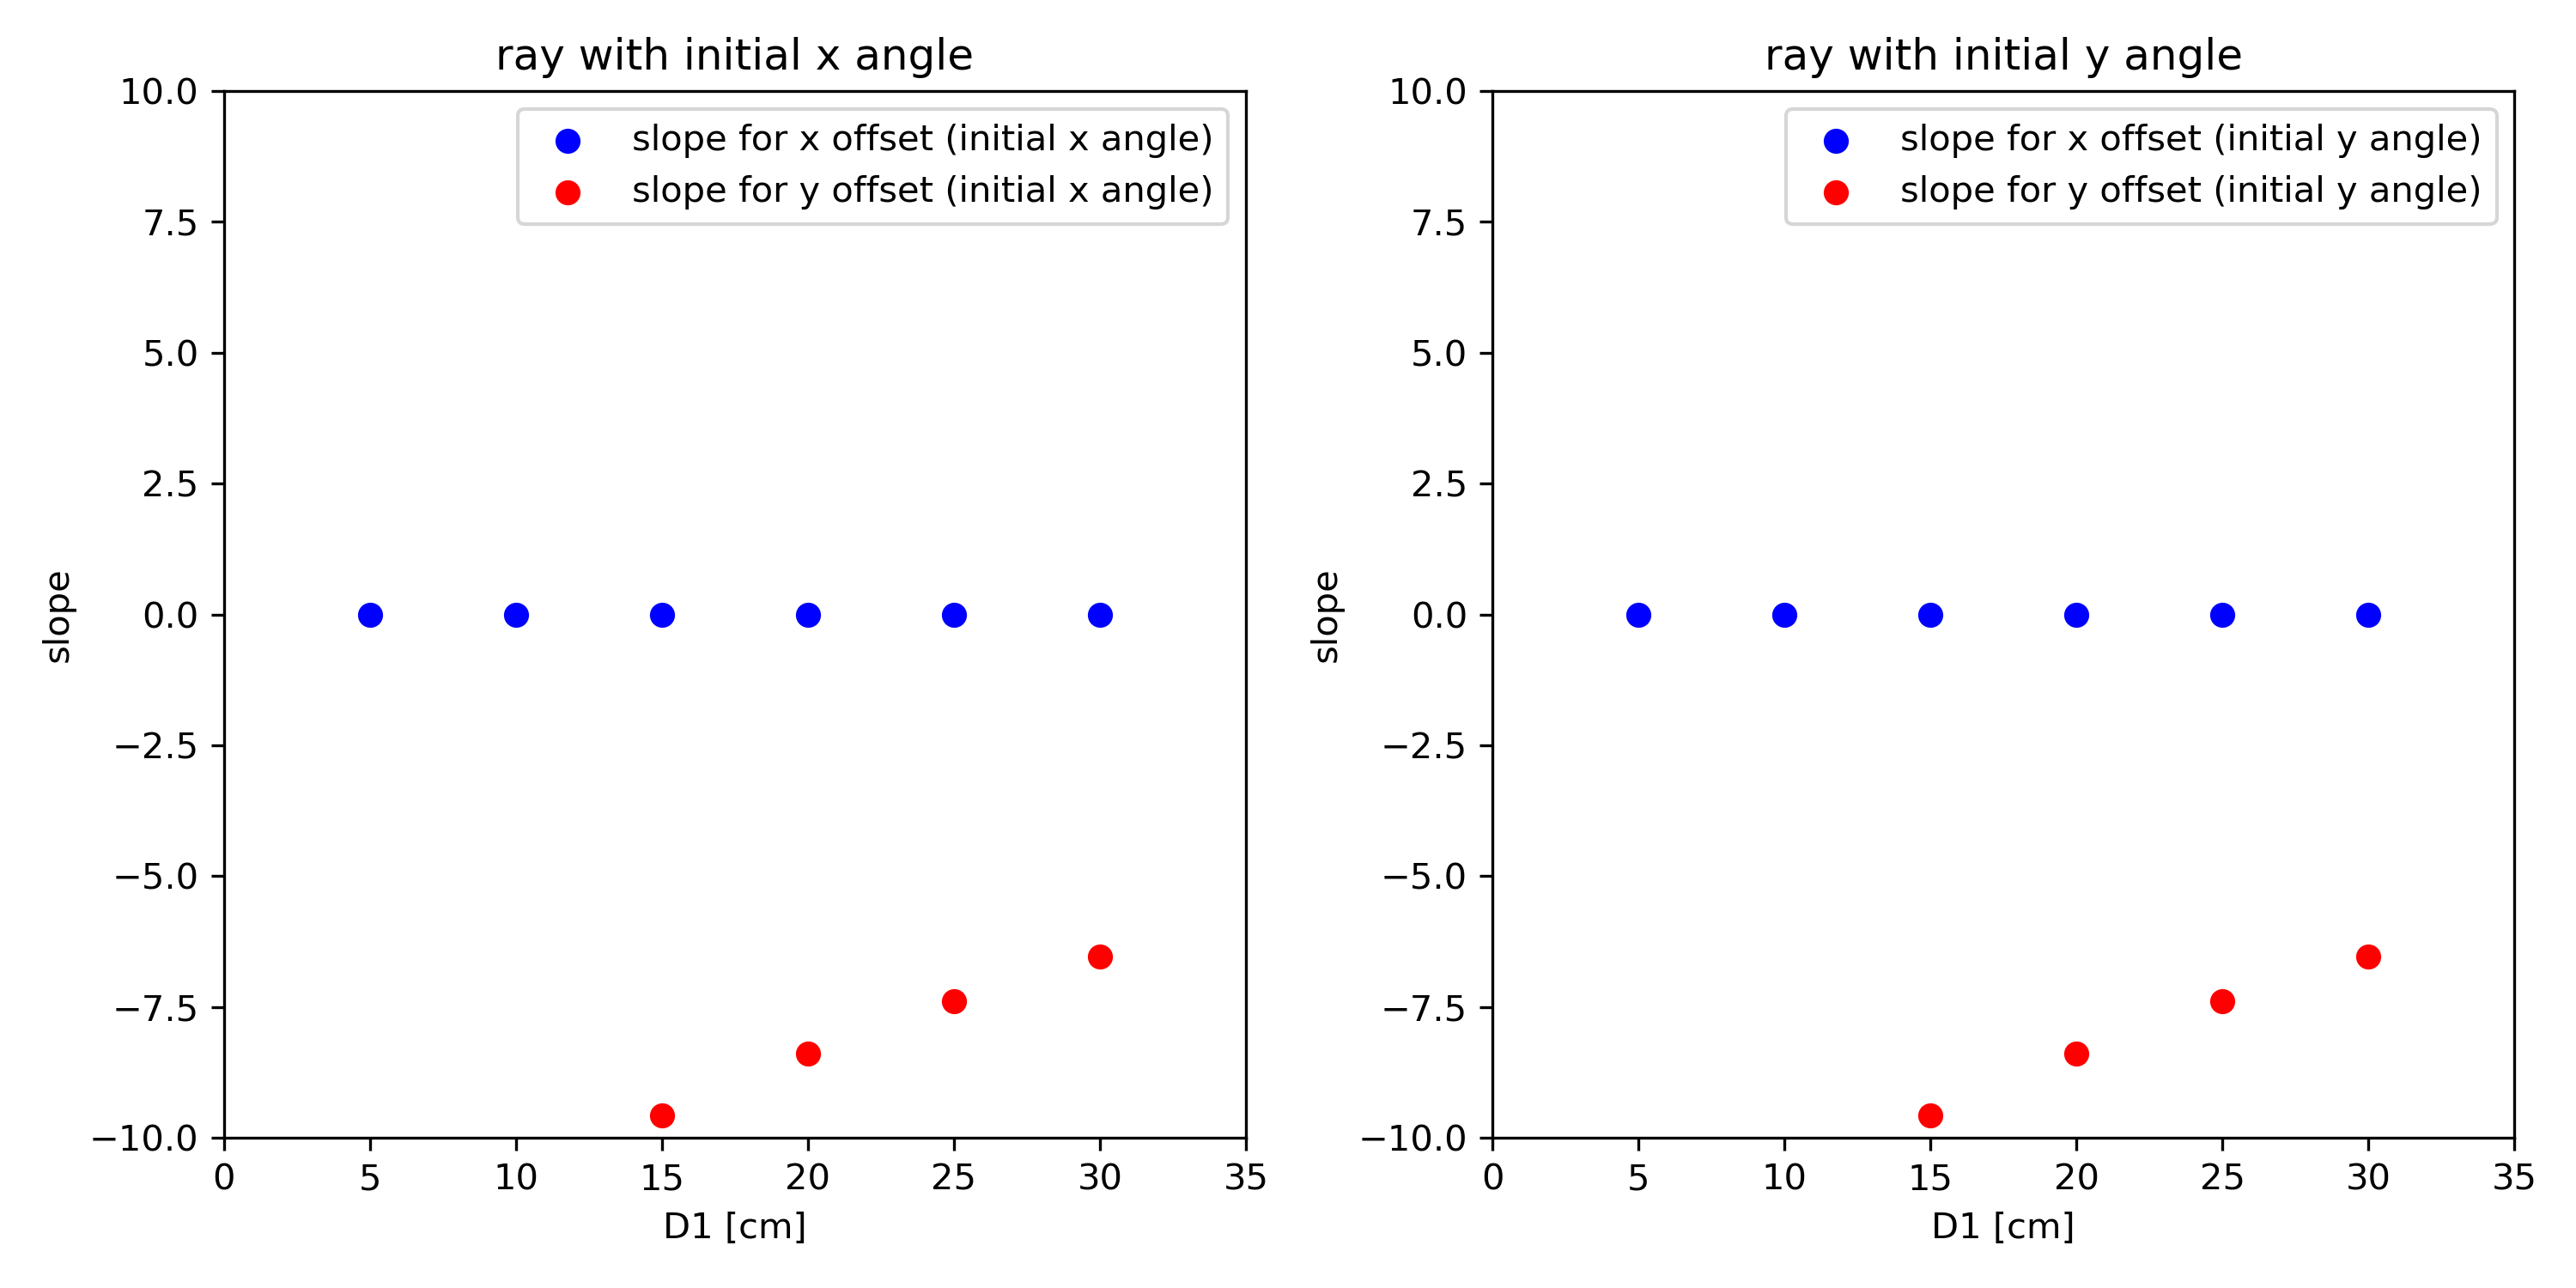 ray with initial x angle
slope for x offset (initial x angle)
slope for y offset (initial x angle)
10.0
7.5
5.0
2.5
0.0
−2.5
−5.0
−7.5
−10.0
slope
0 5 10 15 20 25 30 35
D1 [cm]
ray with initial y angle
slope for x offset (initial y angle)
slope for y offset (initial y angle)
10.0
7.5
5.0
2.5
0.0
−2.5
−5.0
−7.5
−10.0
slope
0 5 10 15 20 25 30 35
D1 [cm]